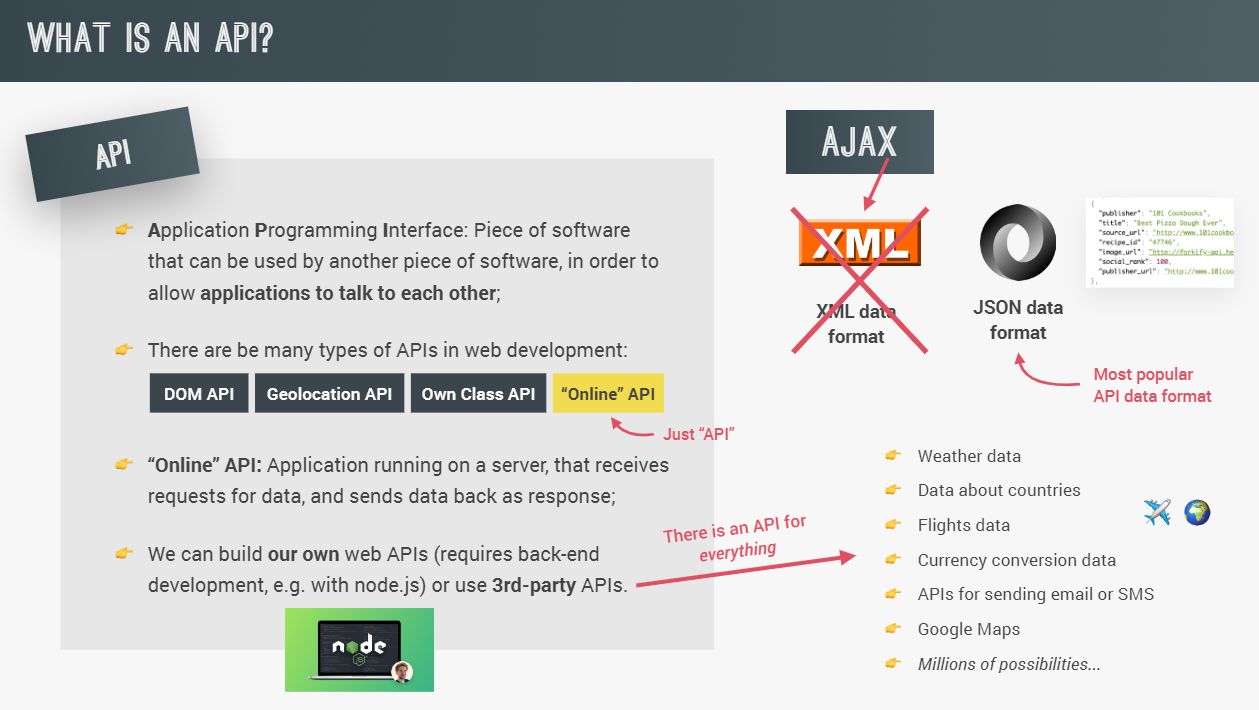 WHAT IS AN API?
API
Application Programming Interface: Piece of software
that can be used by another piece of software, in order to
allow applications to talk to each other;
There are be many types of APIs in web development:
DOM API
Geolocation API
Own Class API
“Online” API
Just “API”
“Online” API: Application running on a server, that receives
requests for data, and sends data back as response;
We can build our own web APIs (requires back-end
development, e.g. with node.js) or use 3rd-party APIs.
node
JS
There is an API for
everything
AJAX
XML
XML data
format
JSON data
format
{
"publisher": "101 Cookbooks",
"title": "Best Pizza Dough Ever",
"source_url": "http://www.101cookbo
"recipe_id": "47746",
"image_url": "http://forkify-api.he
"social_rank": 100,
"publisher_url": "http://www.101coo
},
Most popular
API data format
Weather data
Data about countries
Flights data
Currency conversion data
APIs for sending email or SMS
Google Maps
Millions of possibilities...